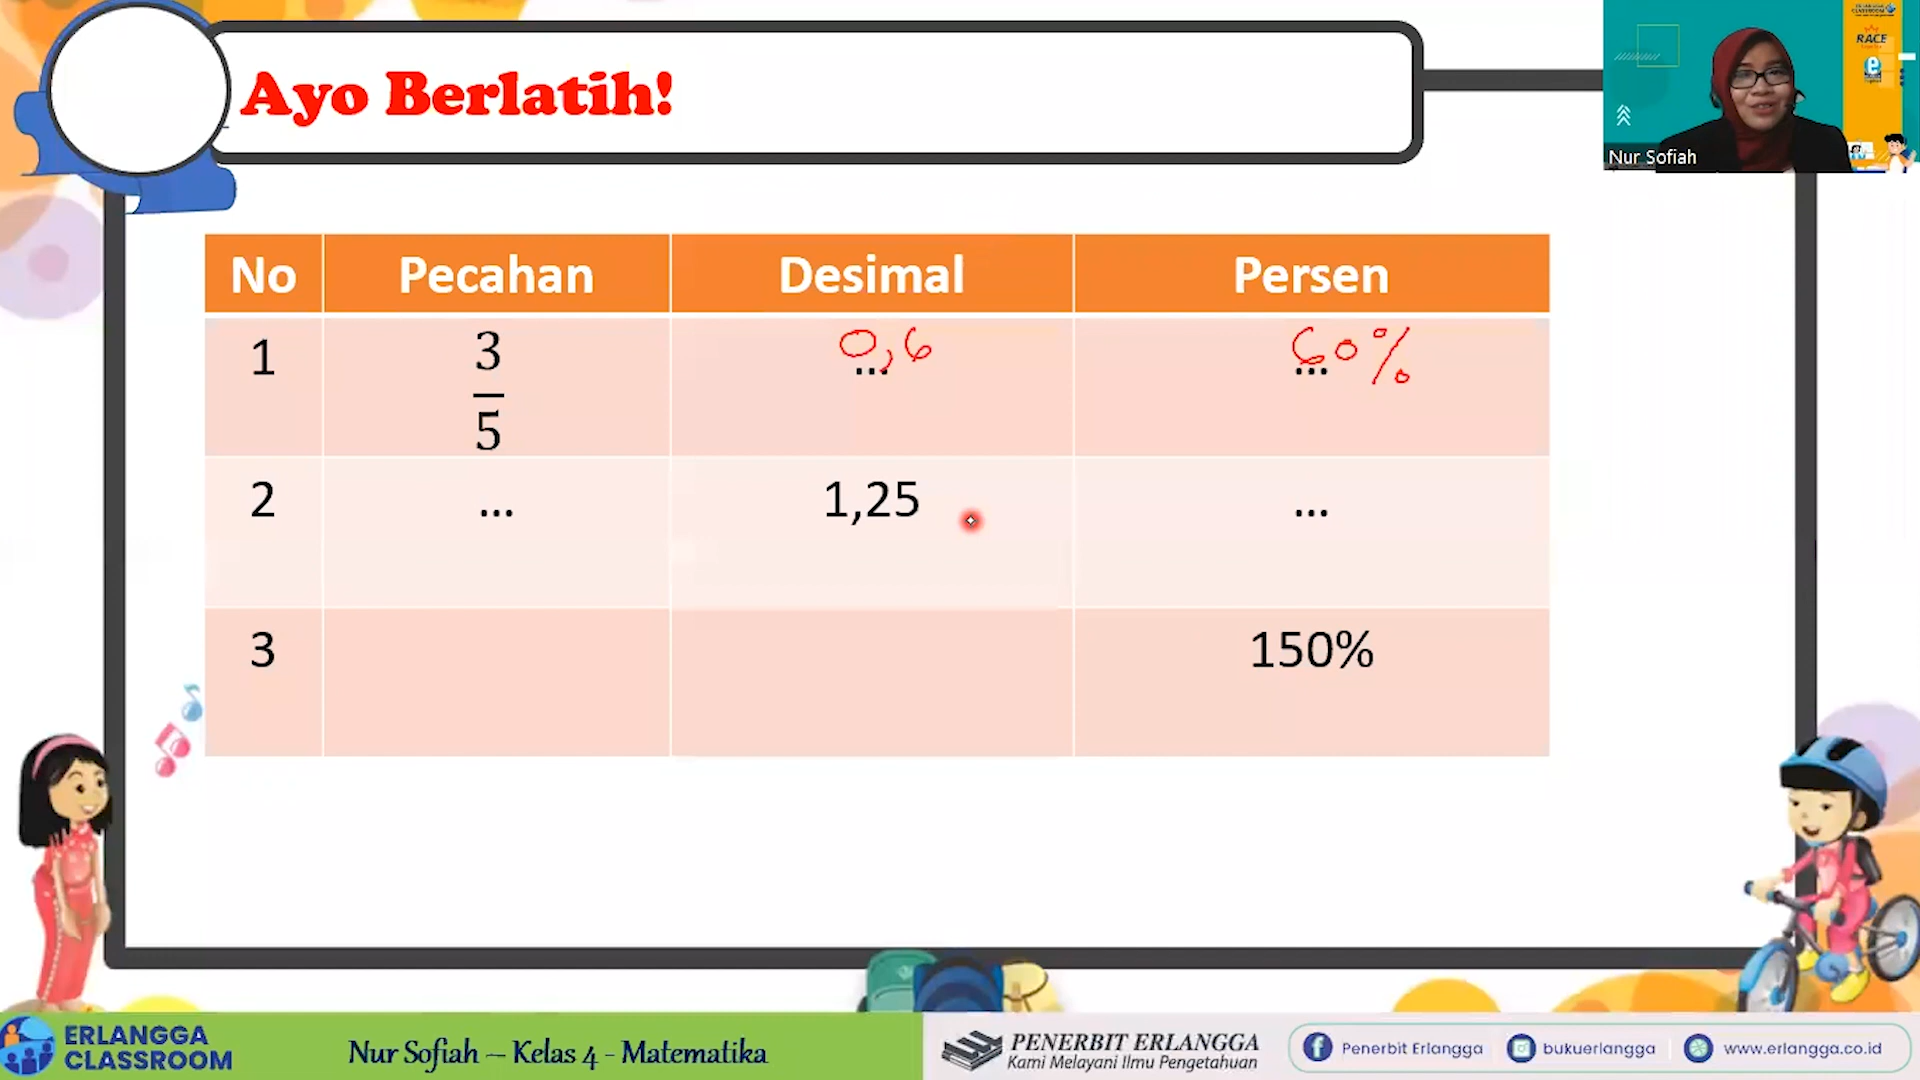 Ayo Berlatih!
ERLANGGA
CLASSROOM
RACE
e
Nur Sofiah
No Pecahan Desimal Persen
1 3/5 0,6 ... 60% ...
2 ... 1,25 ...
3 150%
ERLANGGA
CLASSROOM
Nur Sofiah – Kelas 4 - Matematika
PENERBIT ERLANGGA
Kami Melayani Ilmu Pengetahuan
Penerbit Erlangga
bukuerlangga
www.erlangga.co.id